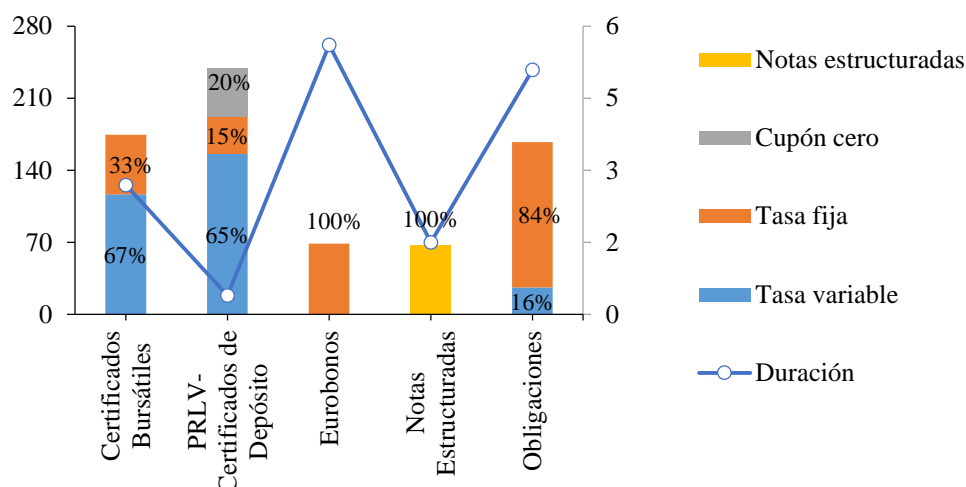 280
210
140
70
0
6
5
3
2
0
33%
67%
20%
15%
65%
100%
100%
84%
16%
Certificados
Bursátiles
PRLV-
Certificados de
Depósito
Eurobonos
Notas
Estructuradas
Obligaciones
Notas estructuradas
Cupón cero
Tasa fija
Tasa variable
Duración